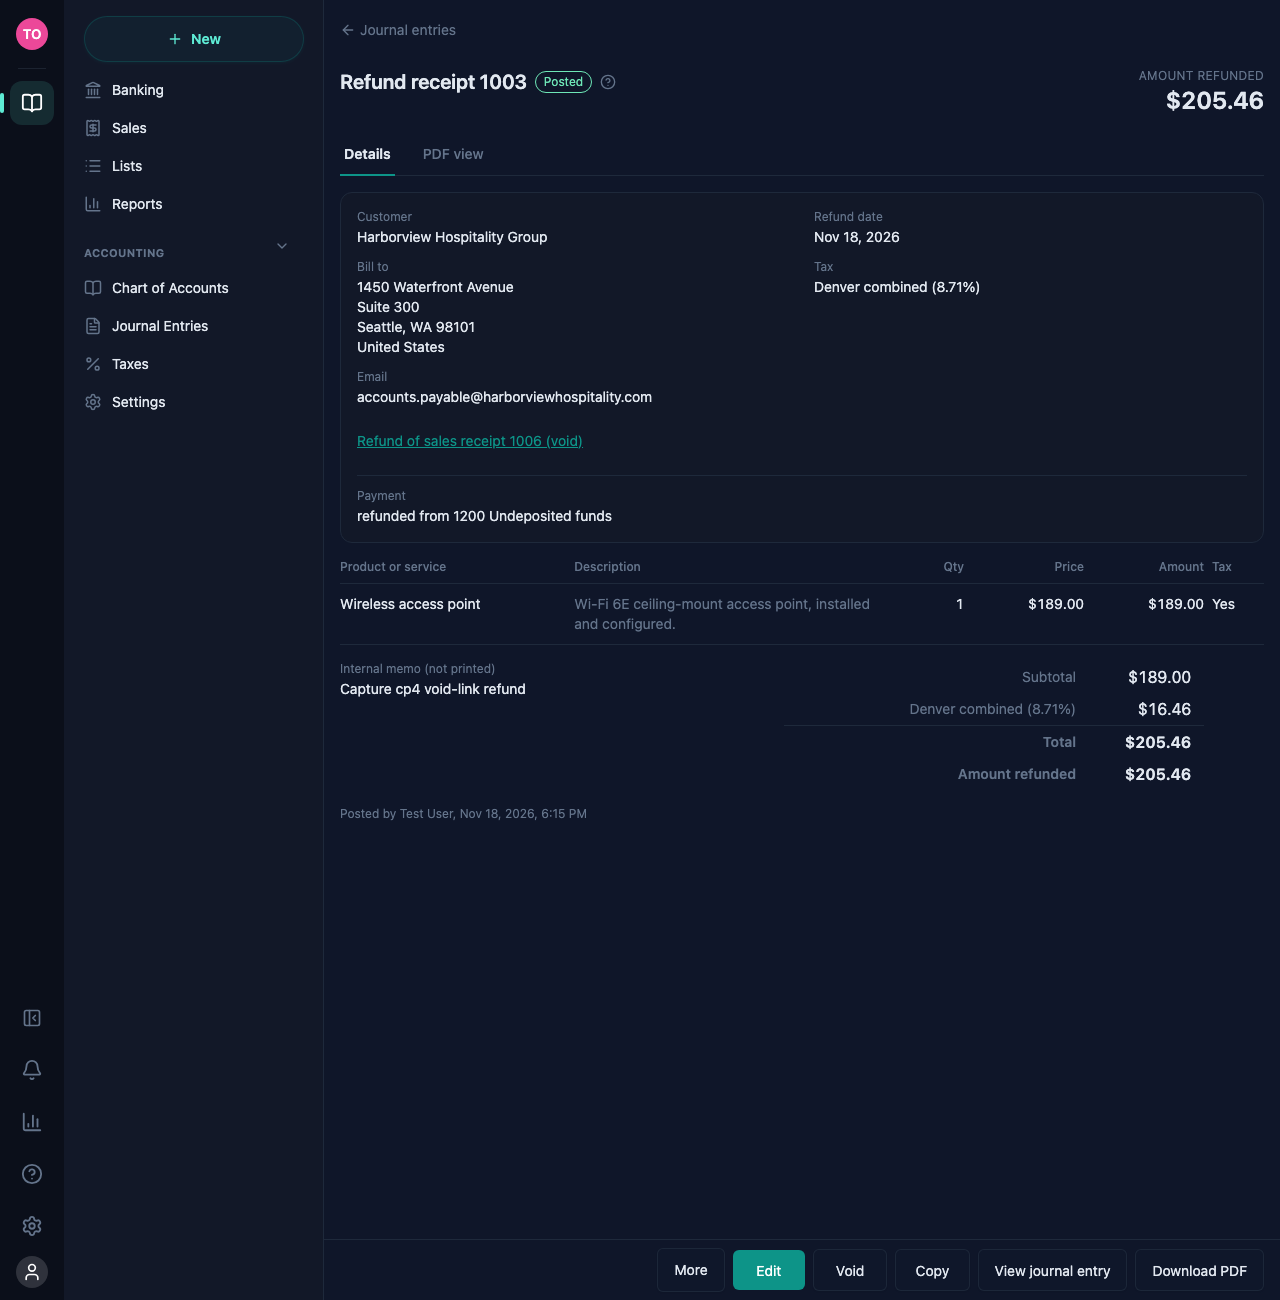 TO
+ New
Banking
Sales
Lists
Reports
ACCOUNTING
Chart of Accounts
Journal Entries
Taxes
Settings
← Journal entries
Refund receipt 1003 Posted ?
AMOUNT REFUNDED
$205.46
Details PDF view
Customer
Harborview Hospitality Group
Refund date
Nov 18, 2026
Bill to
1450 Waterfront Avenue
Suite 300
Seattle, WA 98101
United States
Tax
Denver combined (8.71%)
Email
accounts.payable@harborviewhospitality.com
Refund of sales receipt 1006 (void)
Payment
refunded from 1200 Undeposited funds
Product or service Description Qty Price Amount Tax
Wireless access point Wi-Fi 6E ceiling-mount access point, installed 1 $189.00 $189.00 Yes
and configured.
Internal memo (not printed)
Capture cp4 void-link refund
Subtotal $189.00
Denver combined (8.71%) $16.46
Total $205.46
Amount refunded $205.46
Posted by Test User, Nov 18, 2026, 6:15 PM
More Edit Void Copy View journal entry Download PDF